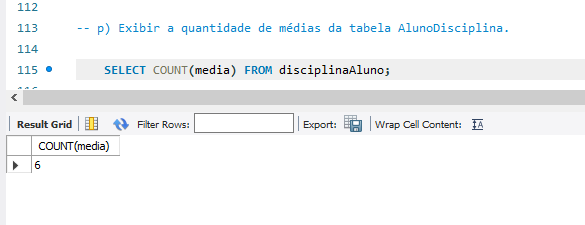 112
113 -- p) Exibir a quantidade de médias da tabela AlunoDisciplina.
114
115 SELECT COUNT(media) FROM disciplinaAluno;
Result Grid Filter Rows: Export: Wrap Cell Content: IA
COUNT(media)
6